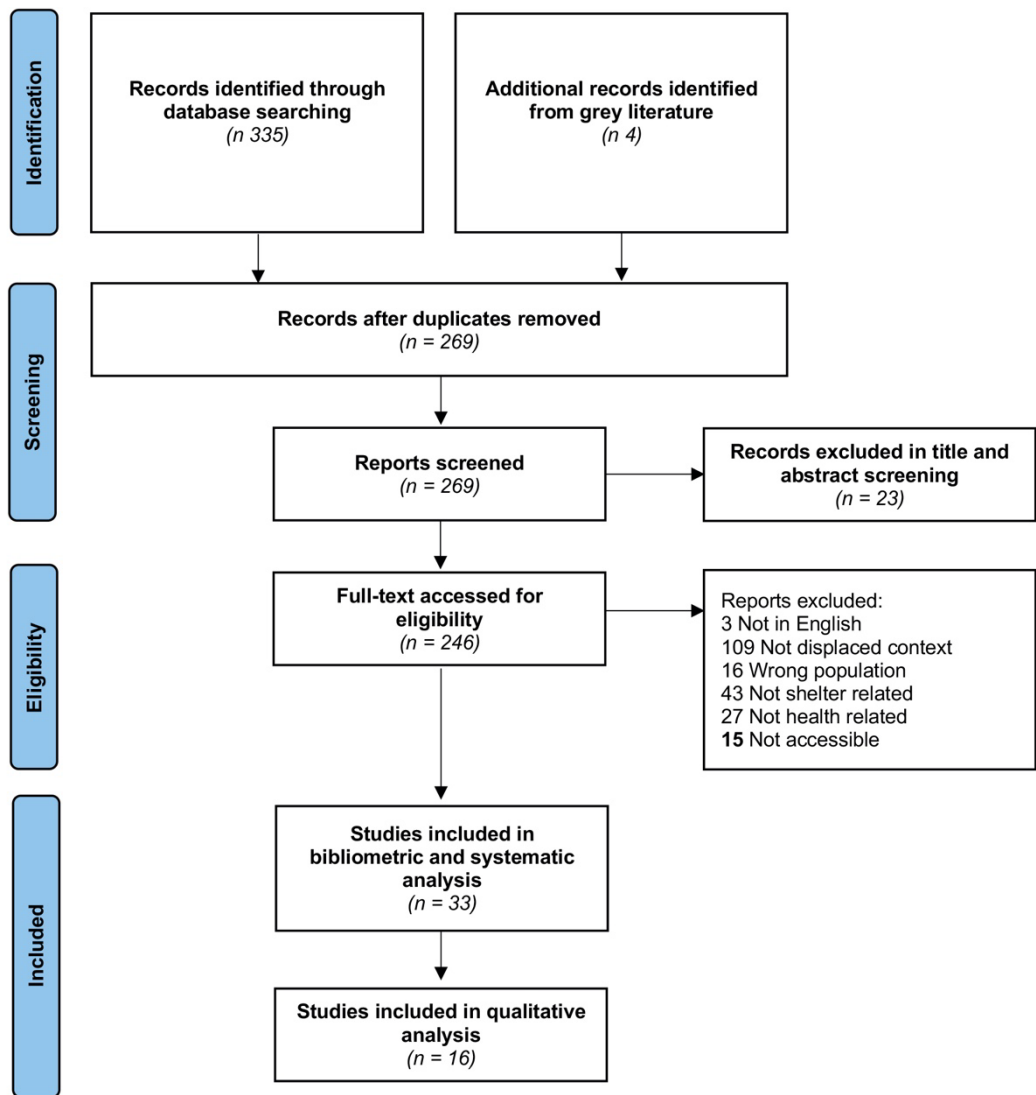 Identification
Records identified through
database searching
(n 335)
Additional records identified
from grey literature
(n 4)
Screening
Records after duplicates removed
(n = 269)
Reports screened
(n = 269)
Records excluded in title and
abstract screening
(n = 23)
Eligibility
Full-text accessed for
eligibility
(n = 246)
Reports excluded:
3 Not in English
109 Not displaced context
16 Wrong population
43 Not shelter related
27 Not health related
15 Not accessible
Included
Studies included in
bibliometric and systematic
analysis
(n = 33)
Studies included in qualitative
analysis
(n = 16)